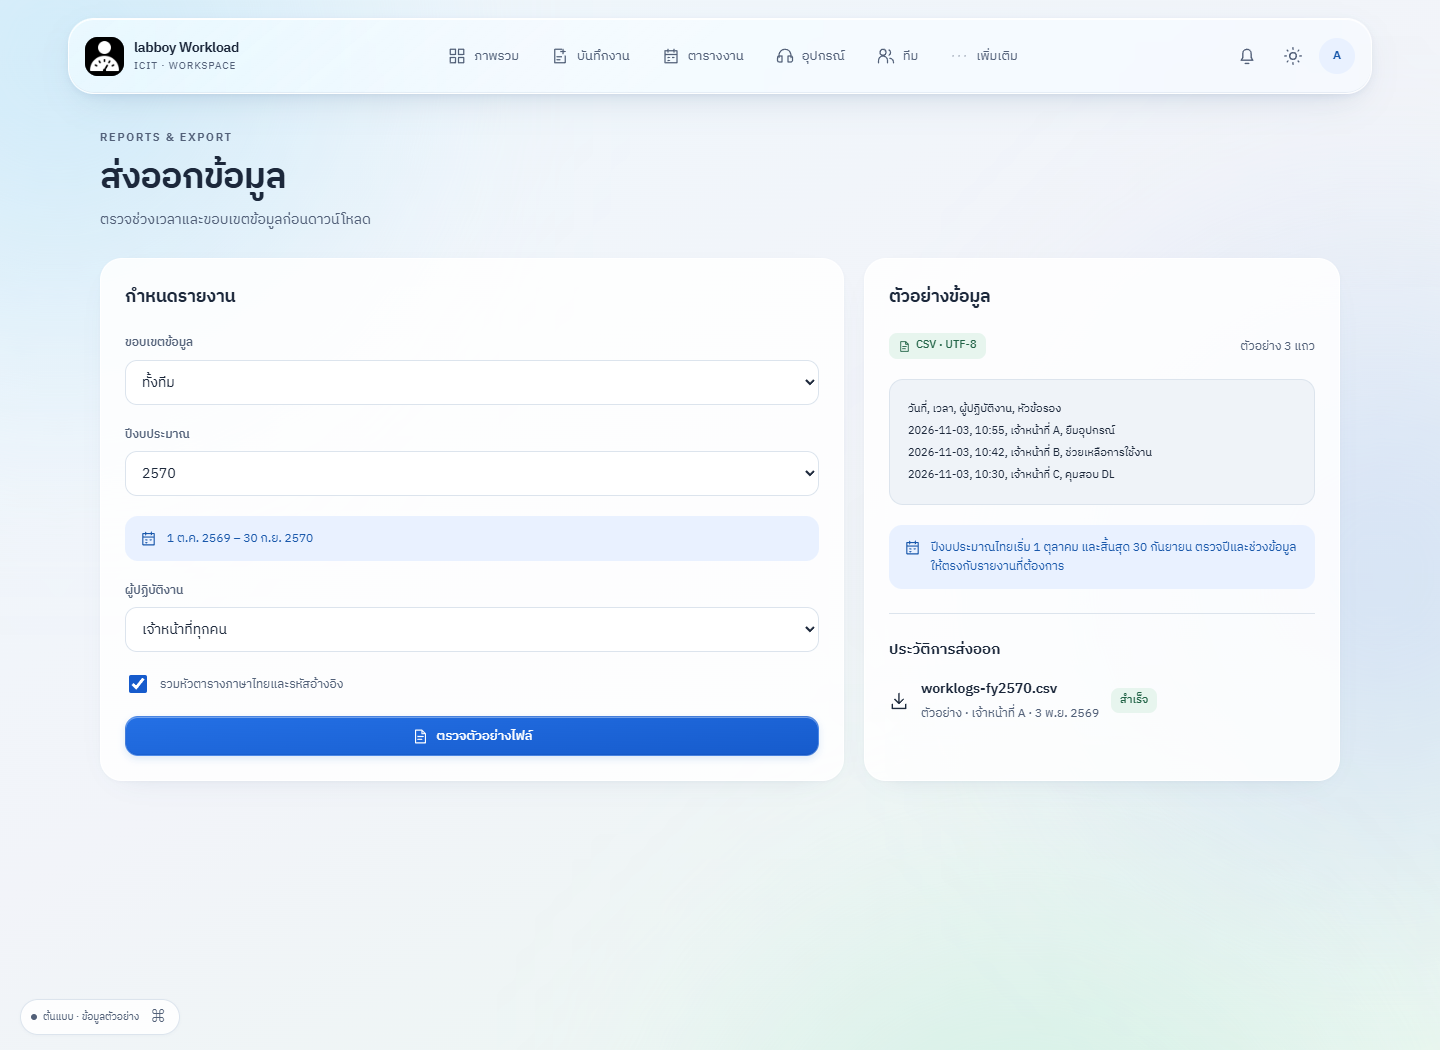 labboy Workload
ICIT · WORKSPACE
ภาพรวม
บันทึกงาน
ตารางงาน
อุปกรณ์
ทีม
เพิ่มเติม
A
REPORTS & EXPORT
ส่งออกข้อมูล
ตรวจช่วงเวลาและขอบเขตข้อมูลก่อนดาวน์โหลด
กำหนดรายงาน
ขอบเขตข้อมูล
ทั้งทีม
ปีงบประมาณ
2570
1 ต.ค. 2569 – 30 ก.ย. 2570
ผู้ปฏิบัติงาน
เจ้าหน้าที่ทุกคน
รวมหัวตารางภาษาไทยและรหัสอ้างอิง
ตรวจตัวอย่างไฟล์
ตัวอย่างข้อมูล
CSV · UTF-8
ตัวอย่าง 3 แถว
วันที่, เวลา, ผู้ปฏิบัติงาน, หัวข้อรอง
2026-11-03, 10:55, เจ้าหน้าที่ A, ยืมอุปกรณ์
2026-11-03, 10:42, เจ้าหน้าที่ B, ช่วยเหลือการใช้งาน
2026-11-03, 10:30, เจ้าหน้าที่ C, คุมสอบ DL
ปีงบประมาณไทยเริ่ม 1 ตุลาคม และสิ้นสุด 30 กันยายน ตรวจปีและช่วงข้อมูล
ให้ตรงกับรายงานที่ต้องการ
ประวัติการส่งออก
worklogs-fy2570.csv
ตัวอย่าง · เจ้าหน้าที่ A · 3 พ.ย. 2569
สำเร็จ
ต้นแบบ · ข้อมูลตัวอย่าง ⌘